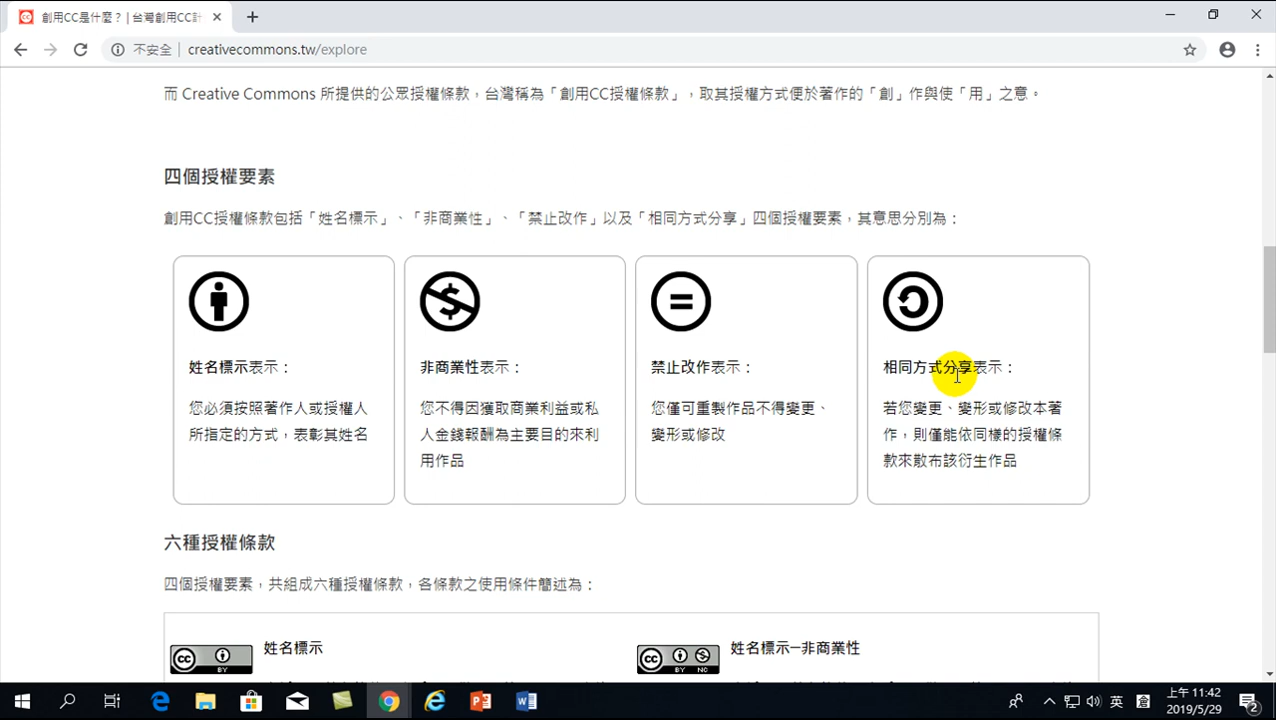 創用CC是什麼？ | 台灣創用CC計
不安全 | creativecommons.tw/explore
而 Creative Commons 所提供的公眾授權條款，台灣稱為「創用CC授權條款」，取其授權方式便於著作的「創」作與使「用」之意。
四個授權要素
創用CC授權條款包括「姓名標示」、「非商業性」、「禁止改作」以及「相同方式分享」四個授權要素，其意思分別為：
姓名標示表示：
您必須按照著作人或授權人
所指定的方式，表彰其姓名
非商業性表示：
您不得因獲取商業利益或私
人金錢報酬為主要目的來利
用作品
禁止改作表示：
您僅可重製作品不得變更、
變形或修改
相同方式分享表示：
若您變更、變形或修改本著
作，則僅能依同樣的授權條
款來散布該衍生作品
六種授權條款
四個授權要素，共組成六種授權條款，各條款之使用條件簡述為：
cc BY
姓名標示
cc BY NC
姓名標示─非商業性
英
上午 11:42
2019/5/29
2